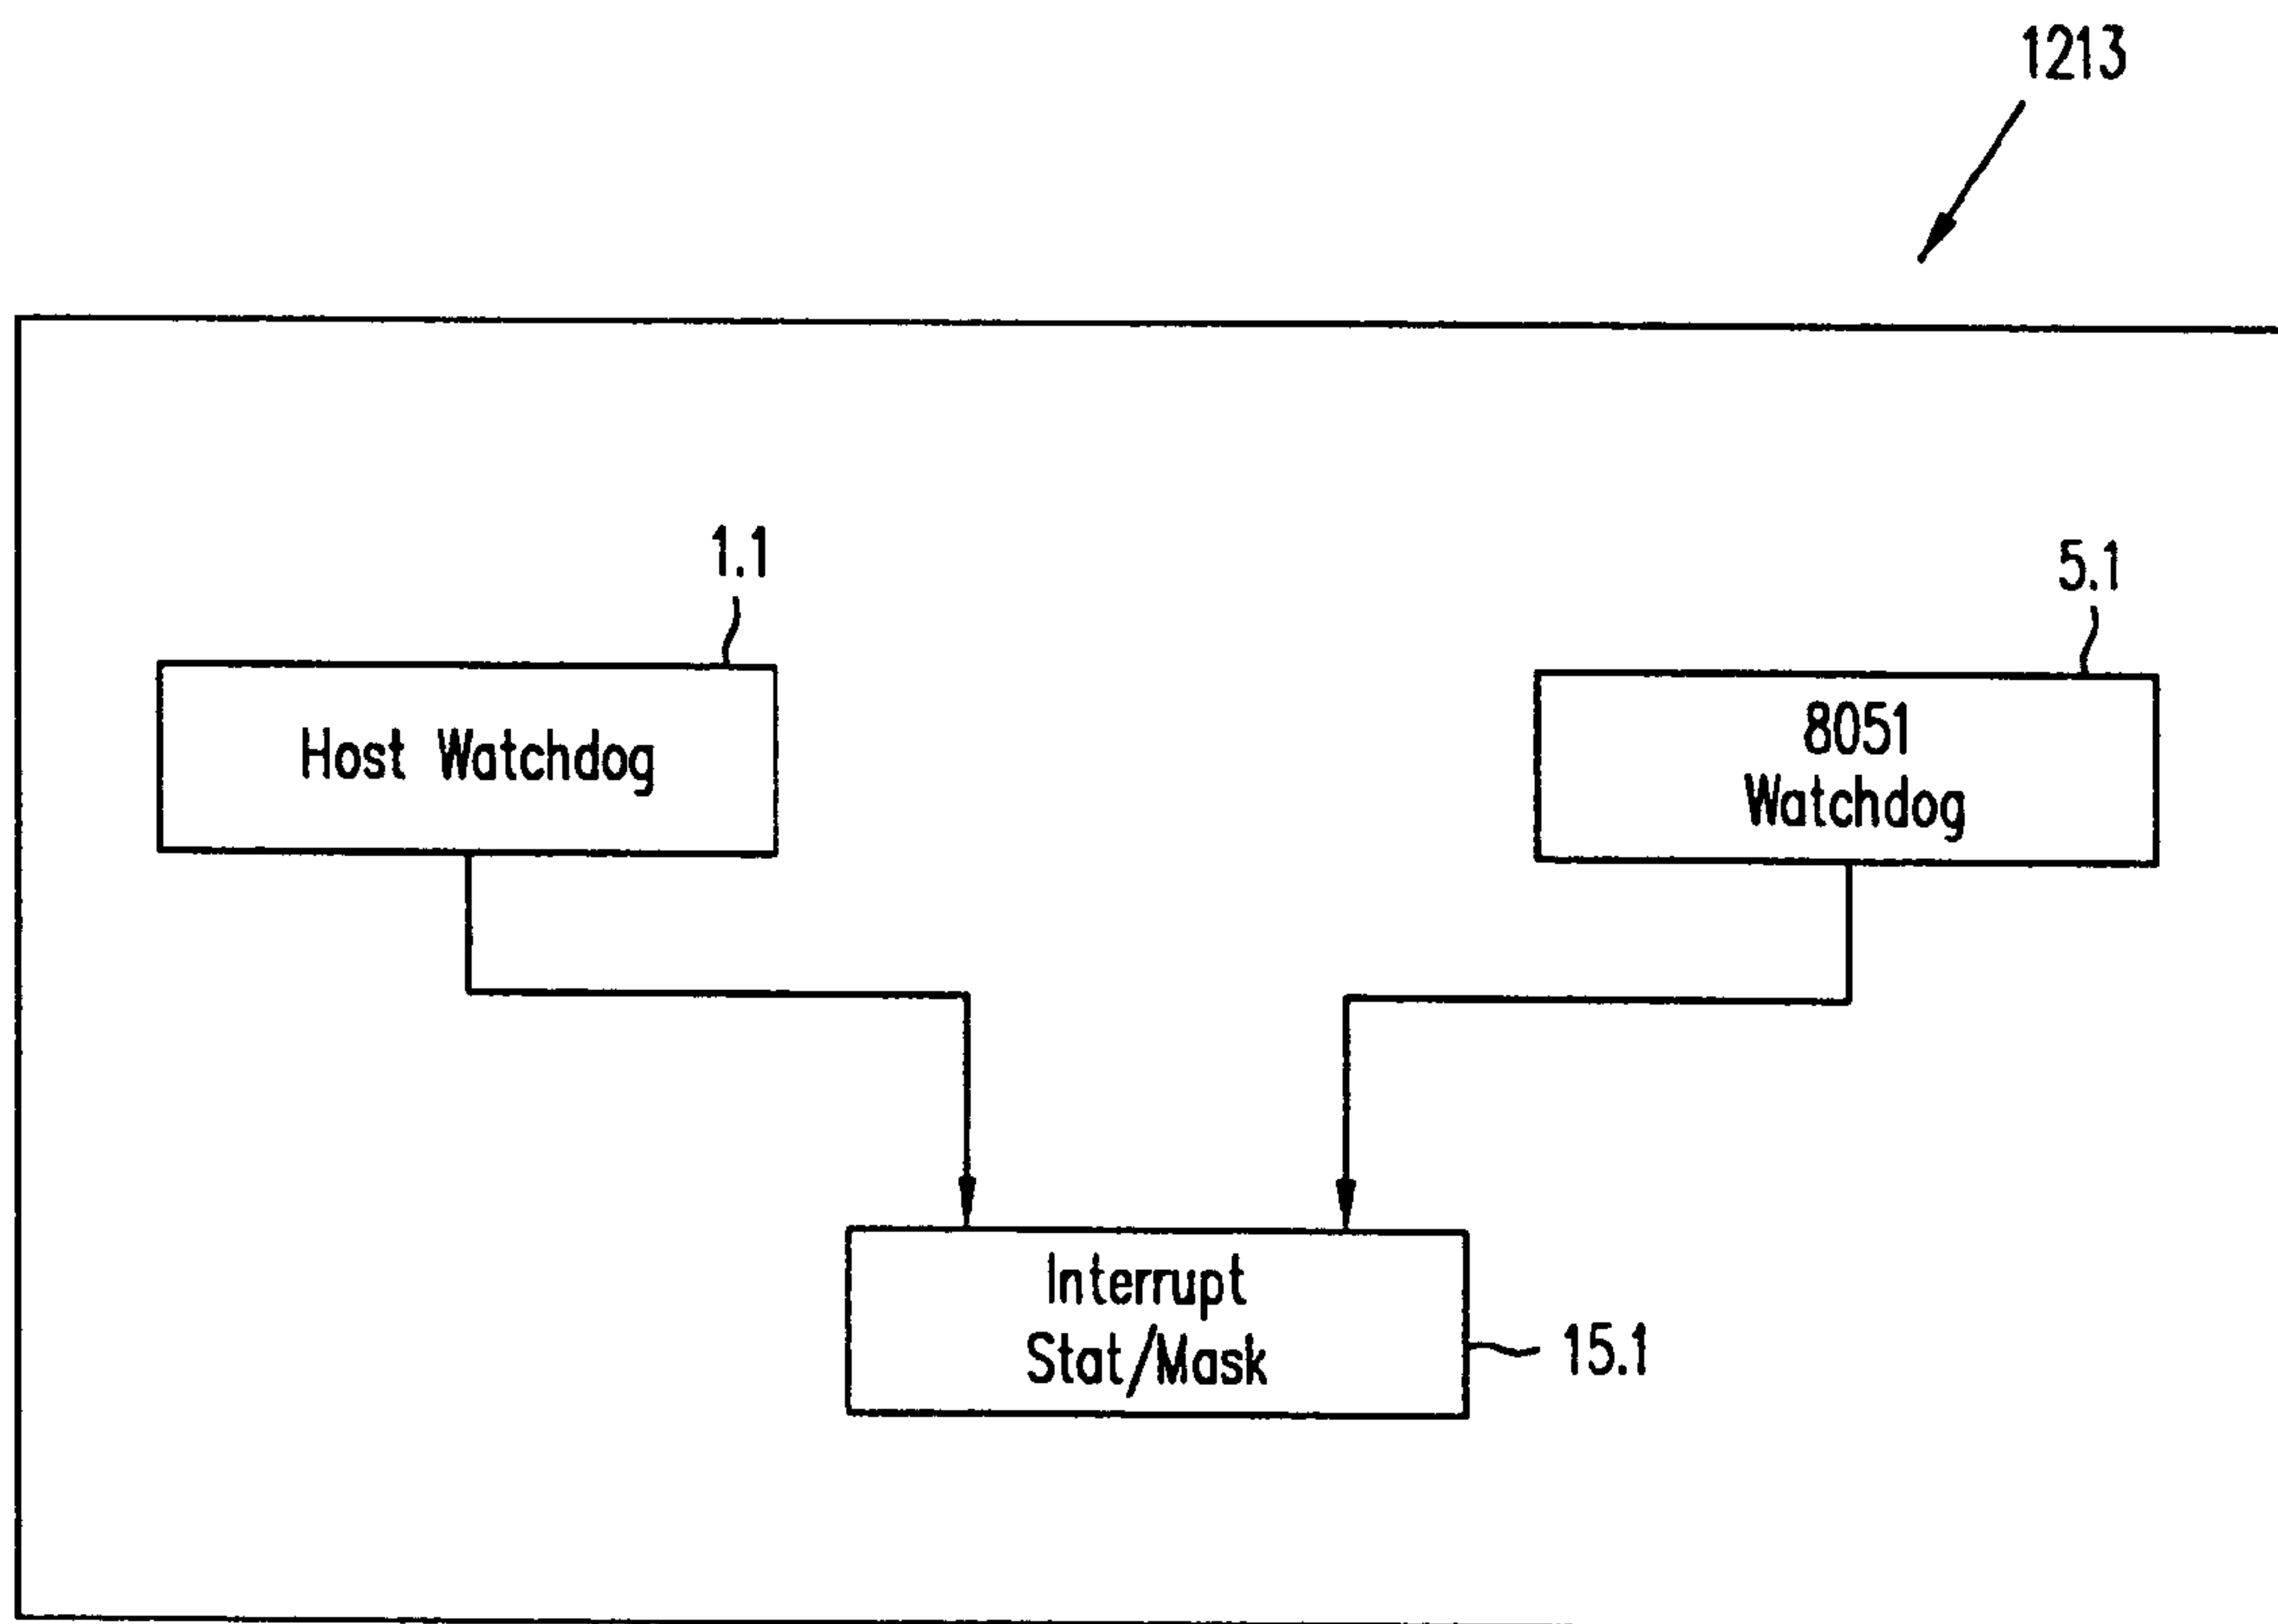 1213
1.1
5.1
Host Watchdog
8051
Watchdog
Interrupt
Stat/Mask
15.1